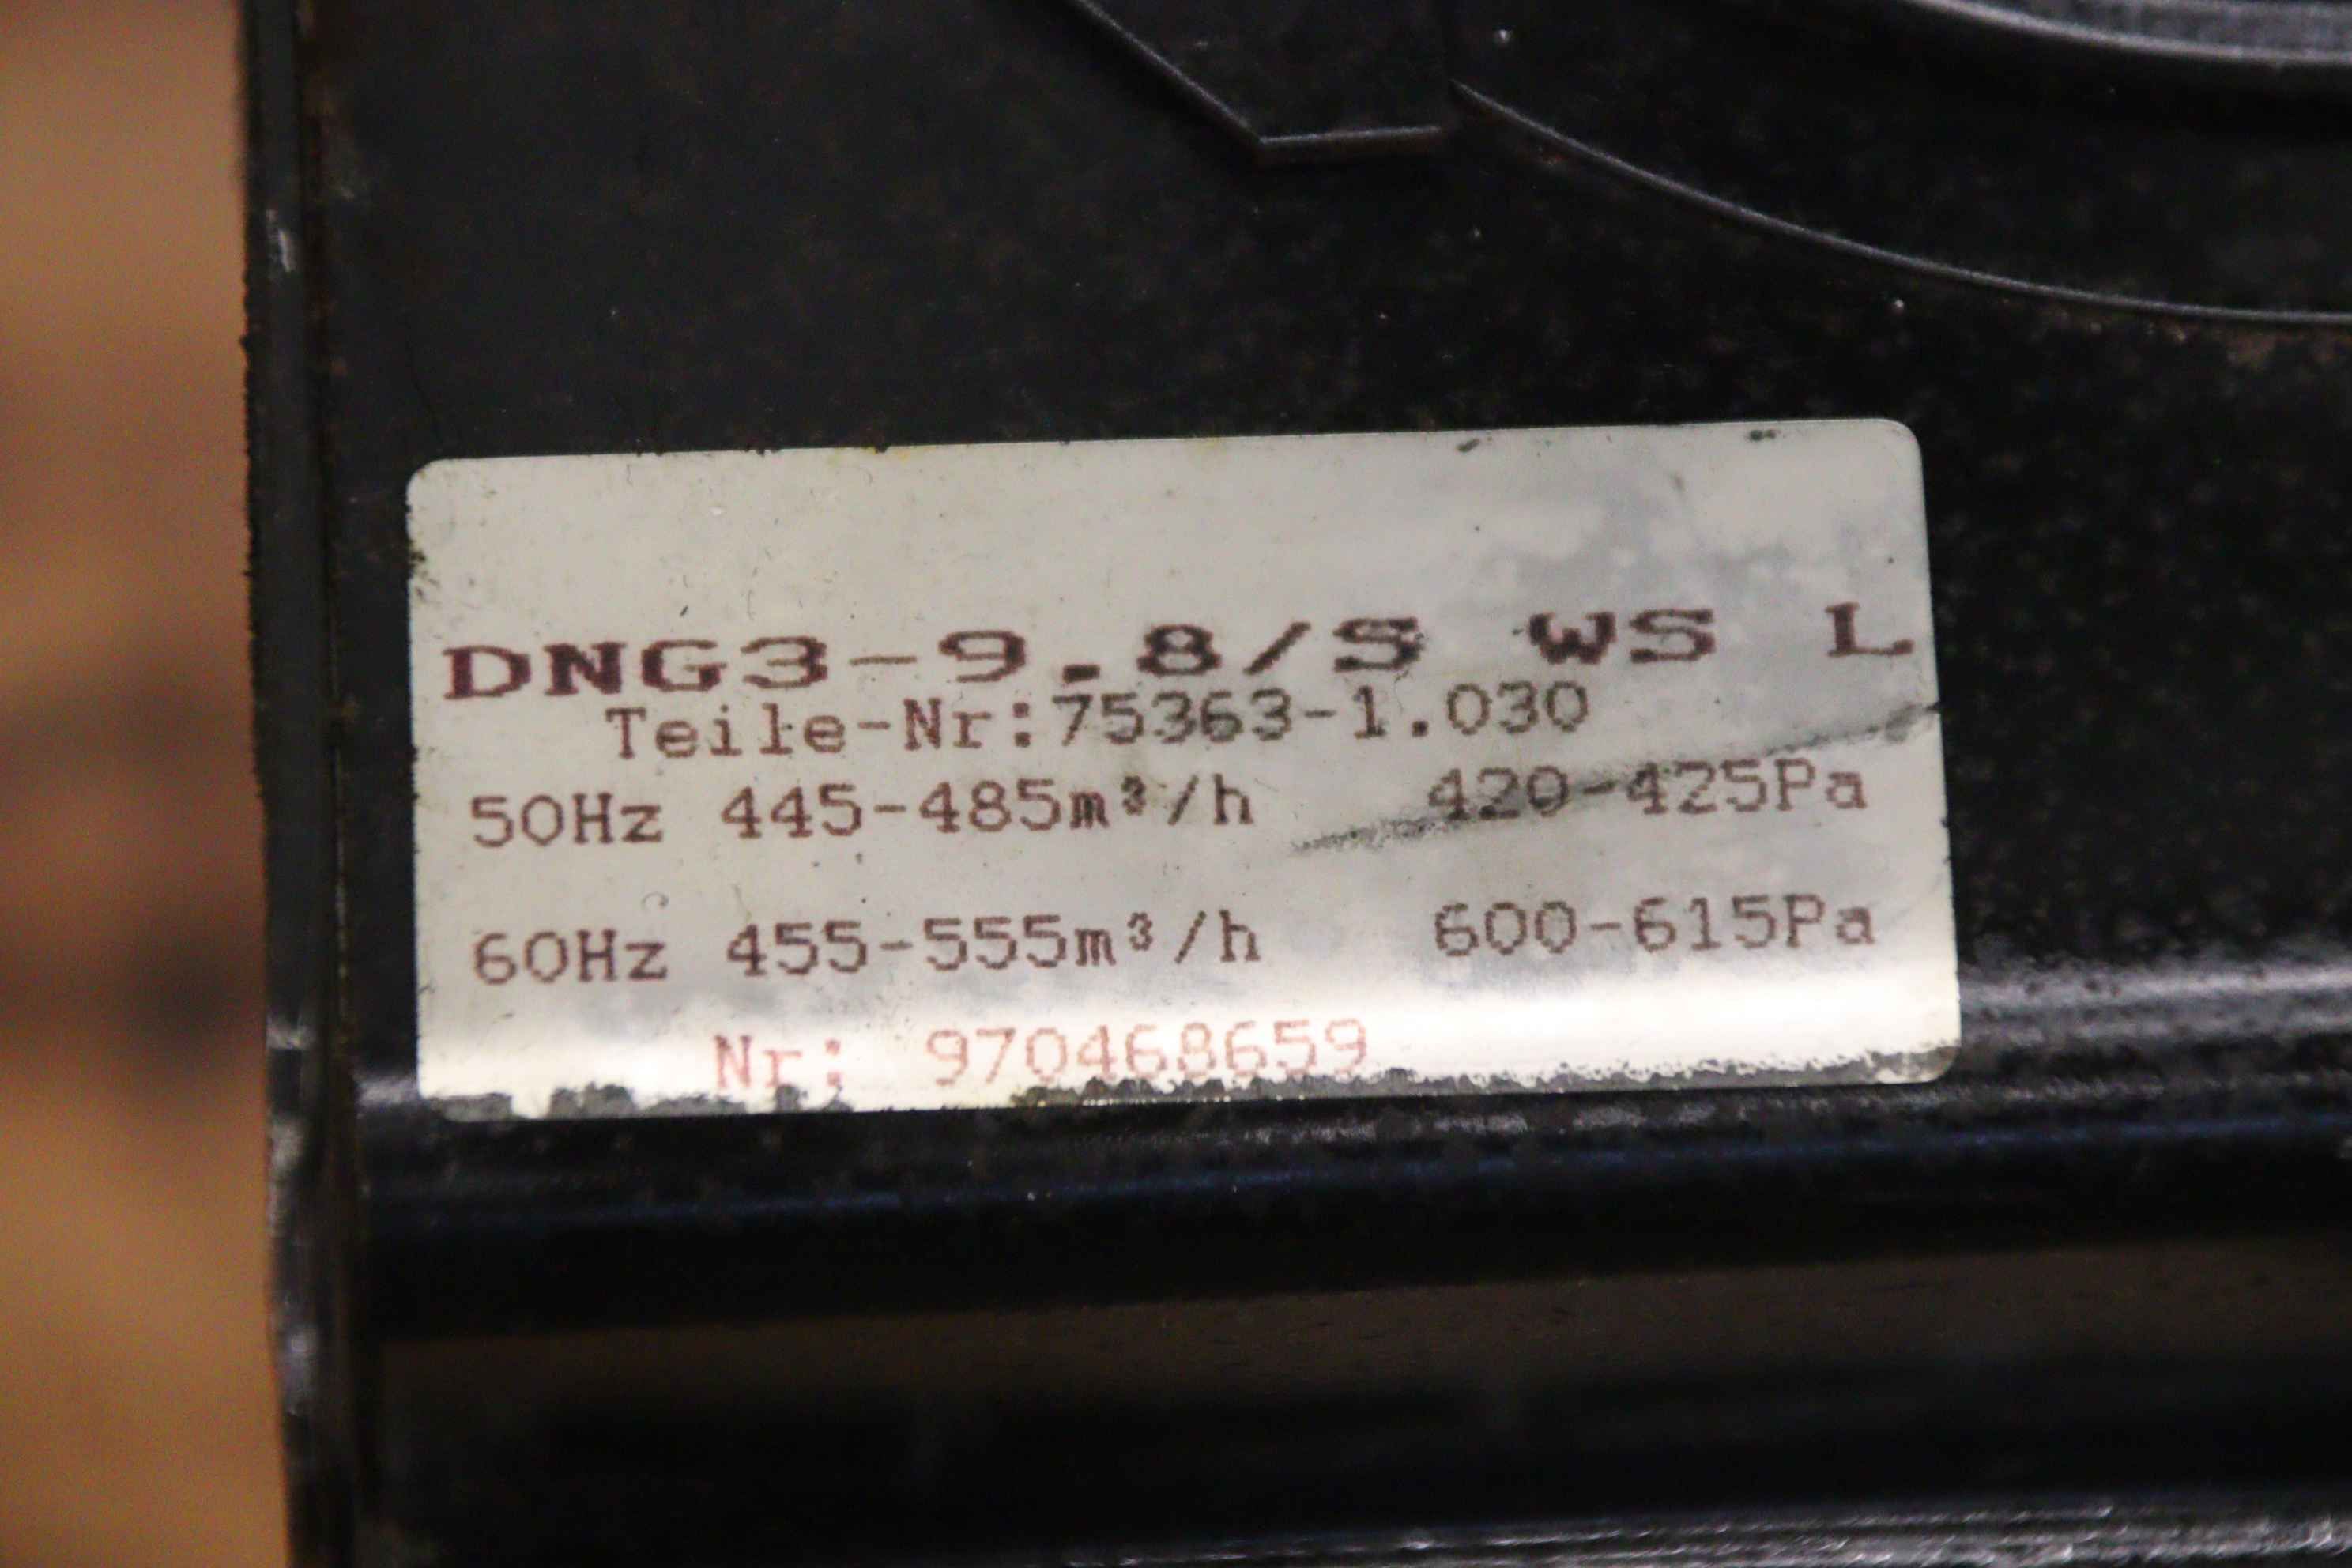 DNG3-9.8/S WS L
Teile-Nr:75363-1.030
50Hz 445-485m³/h 420-425Pa
60Hz 455-555m³/h 600-615Pa
Nr: 970468659